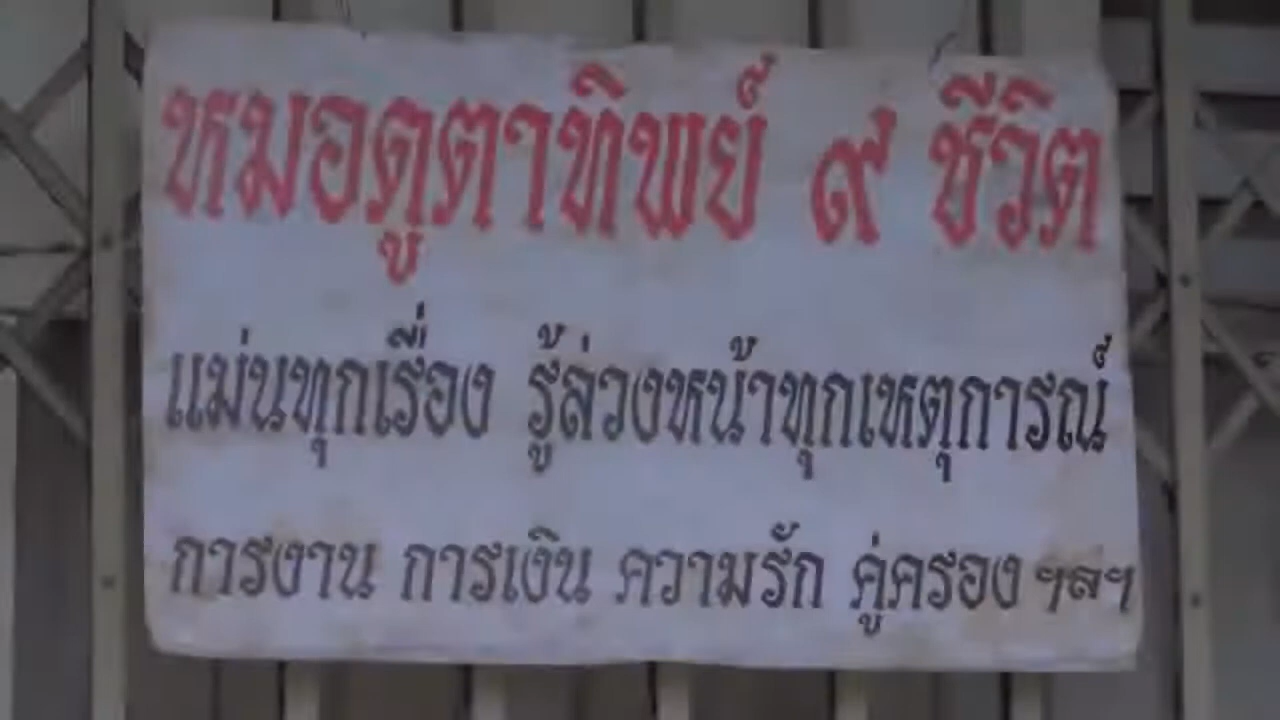 หมอดูตาทิพย์ ๙ ชีวิต
แม่นทุกเรื่อง รู้ล่วงหน้าทุกเหตุการณ์
การงาน การเงิน ความรัก คู่ครอง ฯลฯ